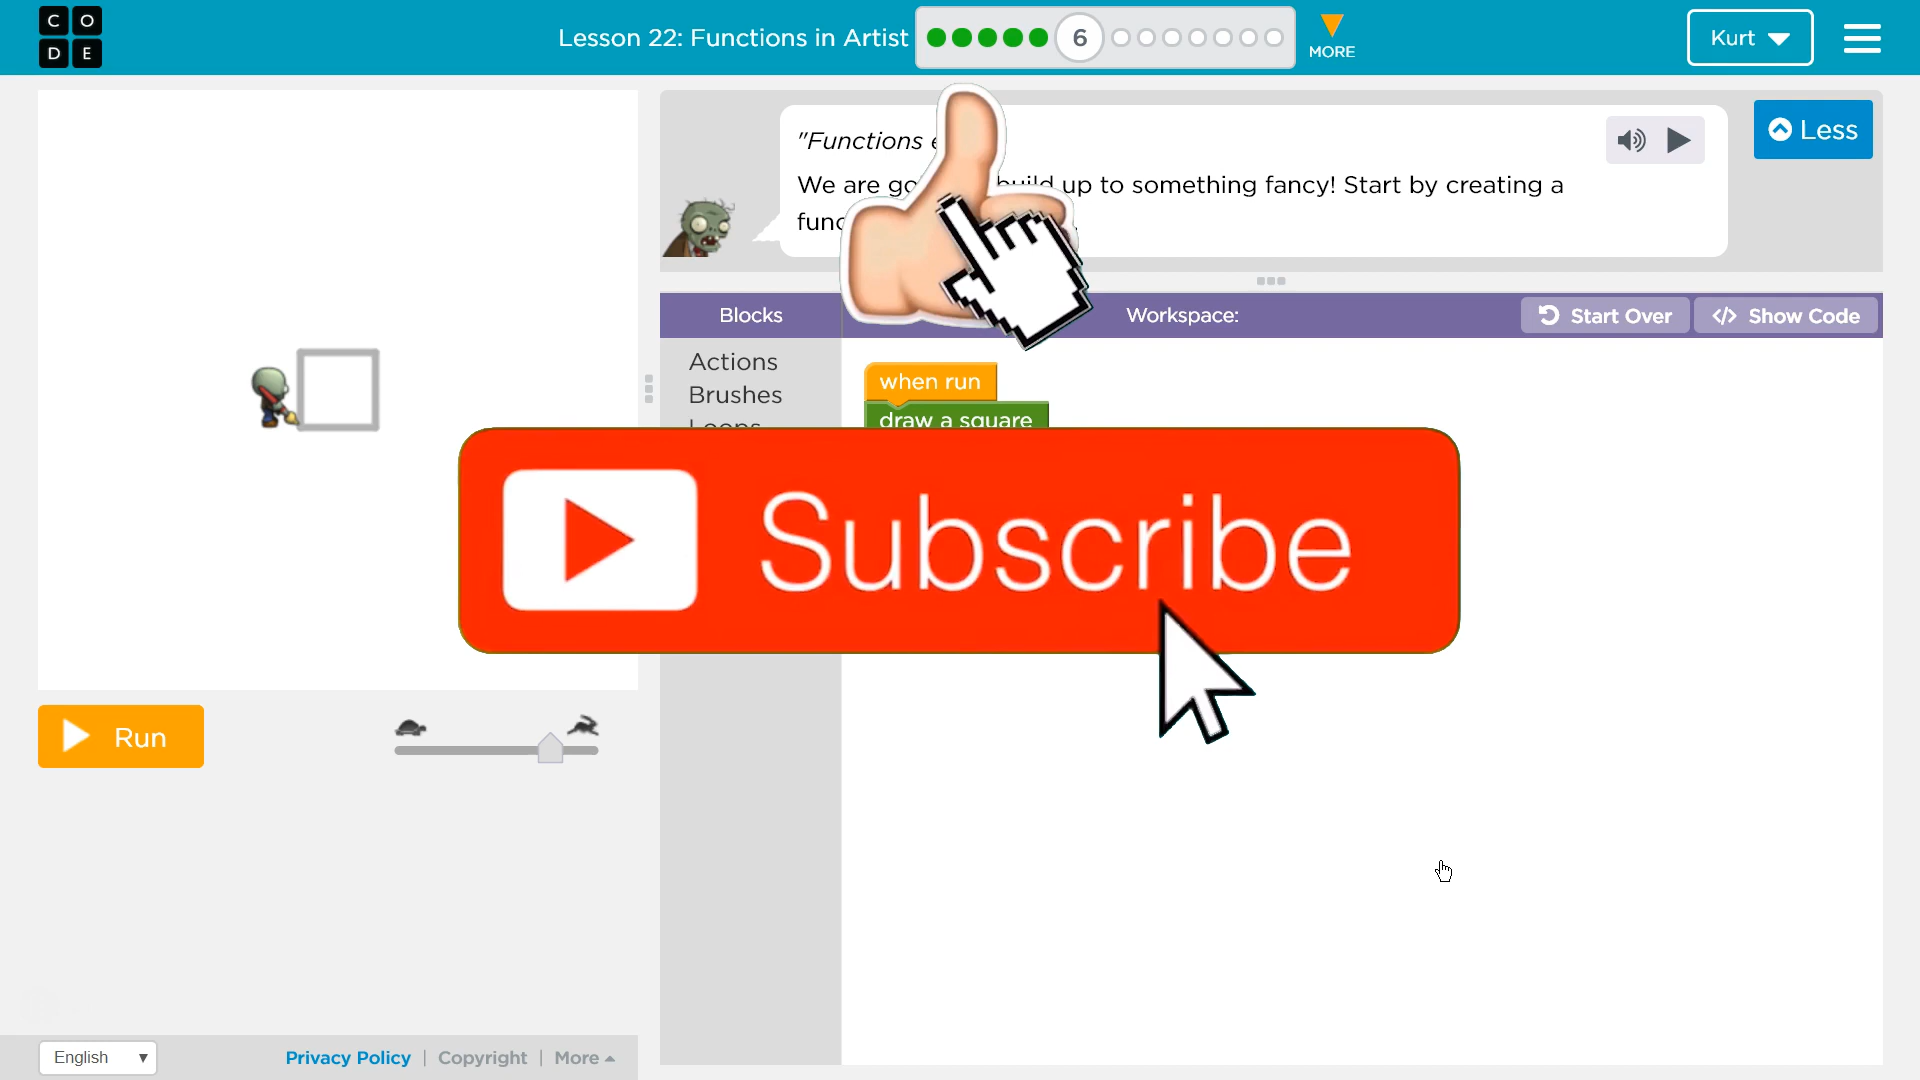 CODE
Lesson 22: Functions in Artist
6
MORE
Kurt
"Functions
We are build up to something fancy! Start by creating a
Less
Blocks
Workspace:
Start Over
Show Code
Actions
Brushes
Loops
when run
draw a square
Subscribe
Run
English
Privacy Policy | Copyright | More